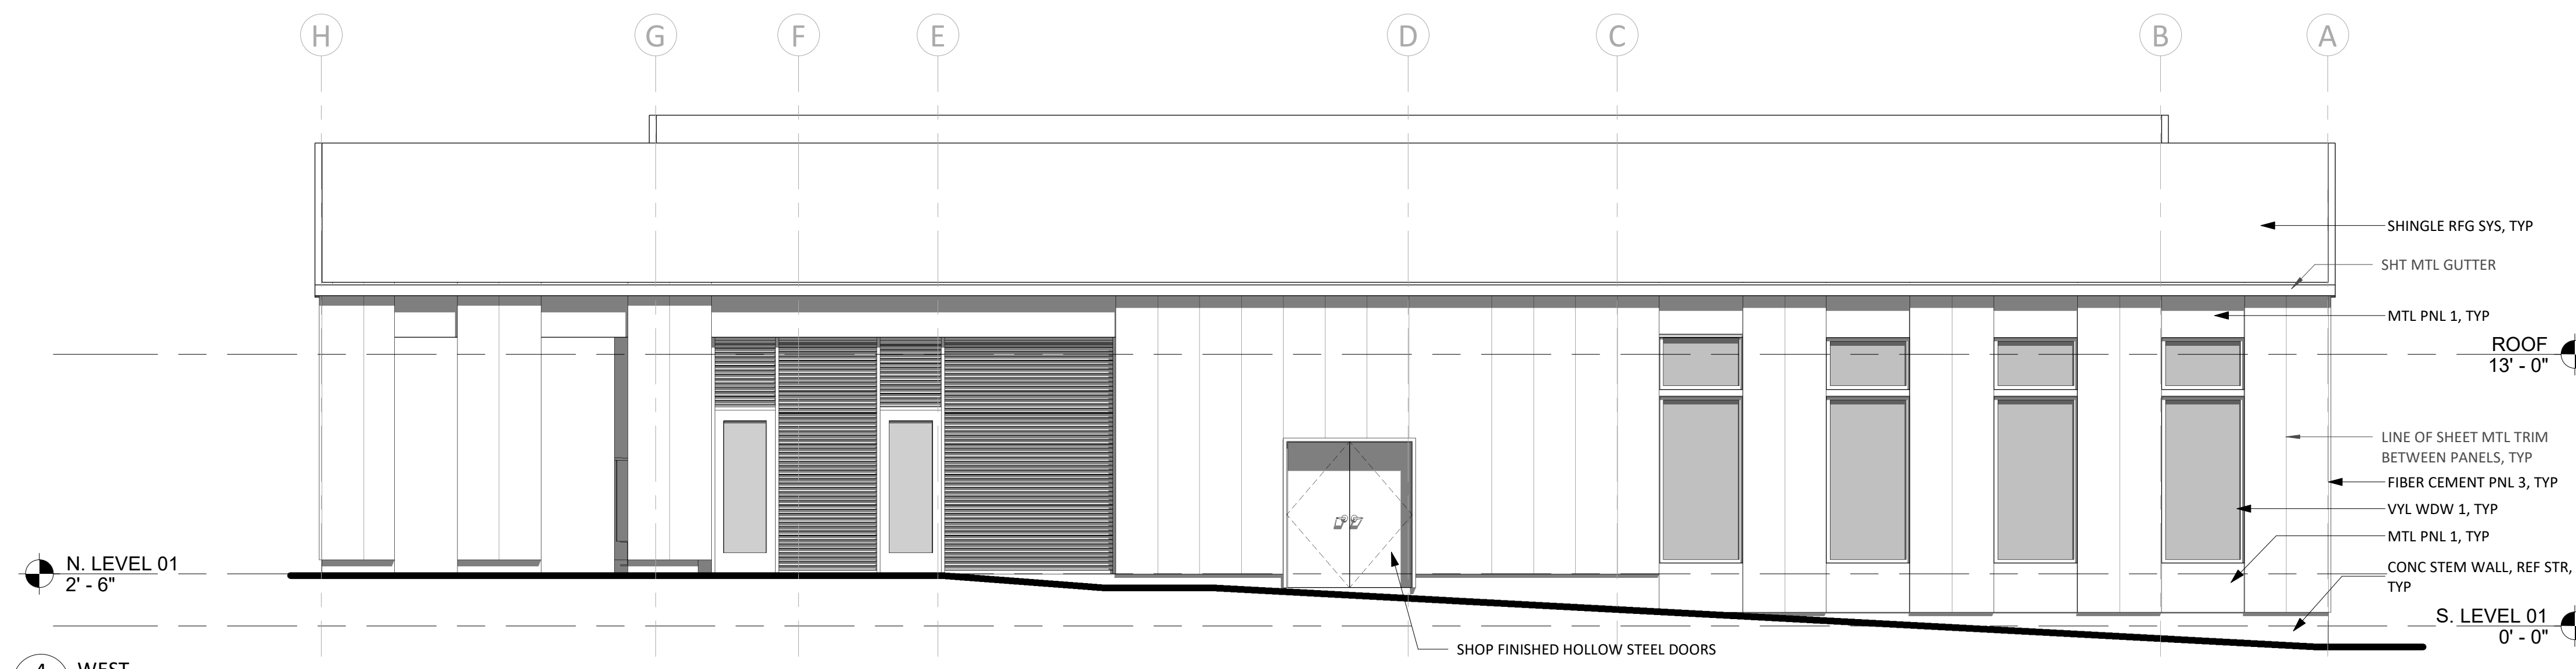 H G F E D C B A
SHINGLE RFG SYS, TYP
SHT MTL GUTTER
MTL PNL 1, TYP
ROOF
13' - 0"
LINE OF SHEET MTL TRIM
BETWEEN PANELS, TYP
FIBER CEMENT PNL 3, TYP
VYL WDW 1, TYP
MTL PNL 1, TYP
N. LEVEL 01
2' - 6"
CONC STEM WALL, REF STR,
TYP
S. LEVEL 01
0' - 0"
SHOP FINISHED HOLLOW STEEL DOORS
4 WEST